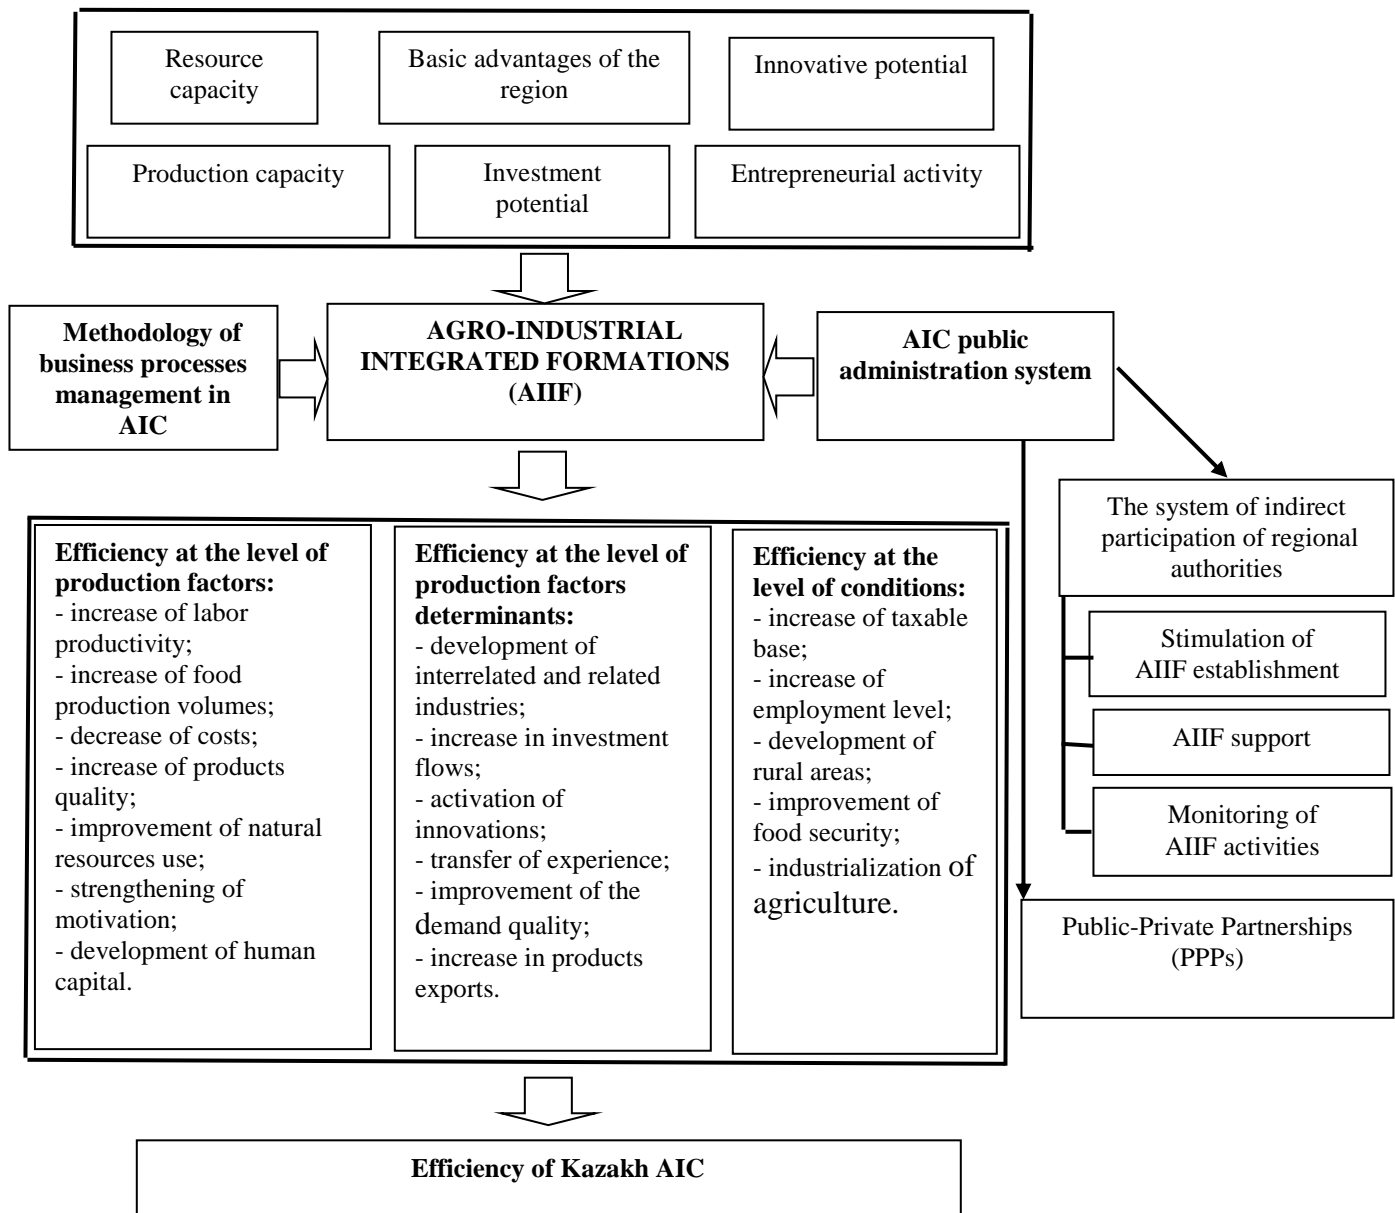 Resource
capacity
Basic advantages of the
region
Innovative potential
Production capacity
Investment
potential
Entrepreneurial activity
Methodology of
business processes
management in
AIC
AGRO-INDUSTRIAL
INTEGRATED FORMATIONS
(AIIF)
AIC public
administration system
The system of indirect
participation of regional
authorities
Stimulation of
AIIF establishment
AIIF support
Monitoring of
AIIF activities
Public-Private Partnerships
(PPPs)
Efficiency at the level of
production factors:
- increase of labor
productivity;
- increase of food
production volumes;
- decrease of costs;
- increase of products
quality;
- improvement of natural
resources use;
- strengthening of
motivation;
- development of human
capital.
Efficiency at the level of
production factors
determinants:
- development of
interrelated and related
industries;
- increase in investment
flows;
- activation of
innovations;
- transfer of experience;
- improvement of the
demand quality;
- increase in products
exports.
Efficiency at the
level of conditions:
- increase of taxable
base;
- increase of
employment level;
- development of
rural areas;
- improvement of
food security;
- industrialization of
agriculture.
Efficiency of Kazakh AIC